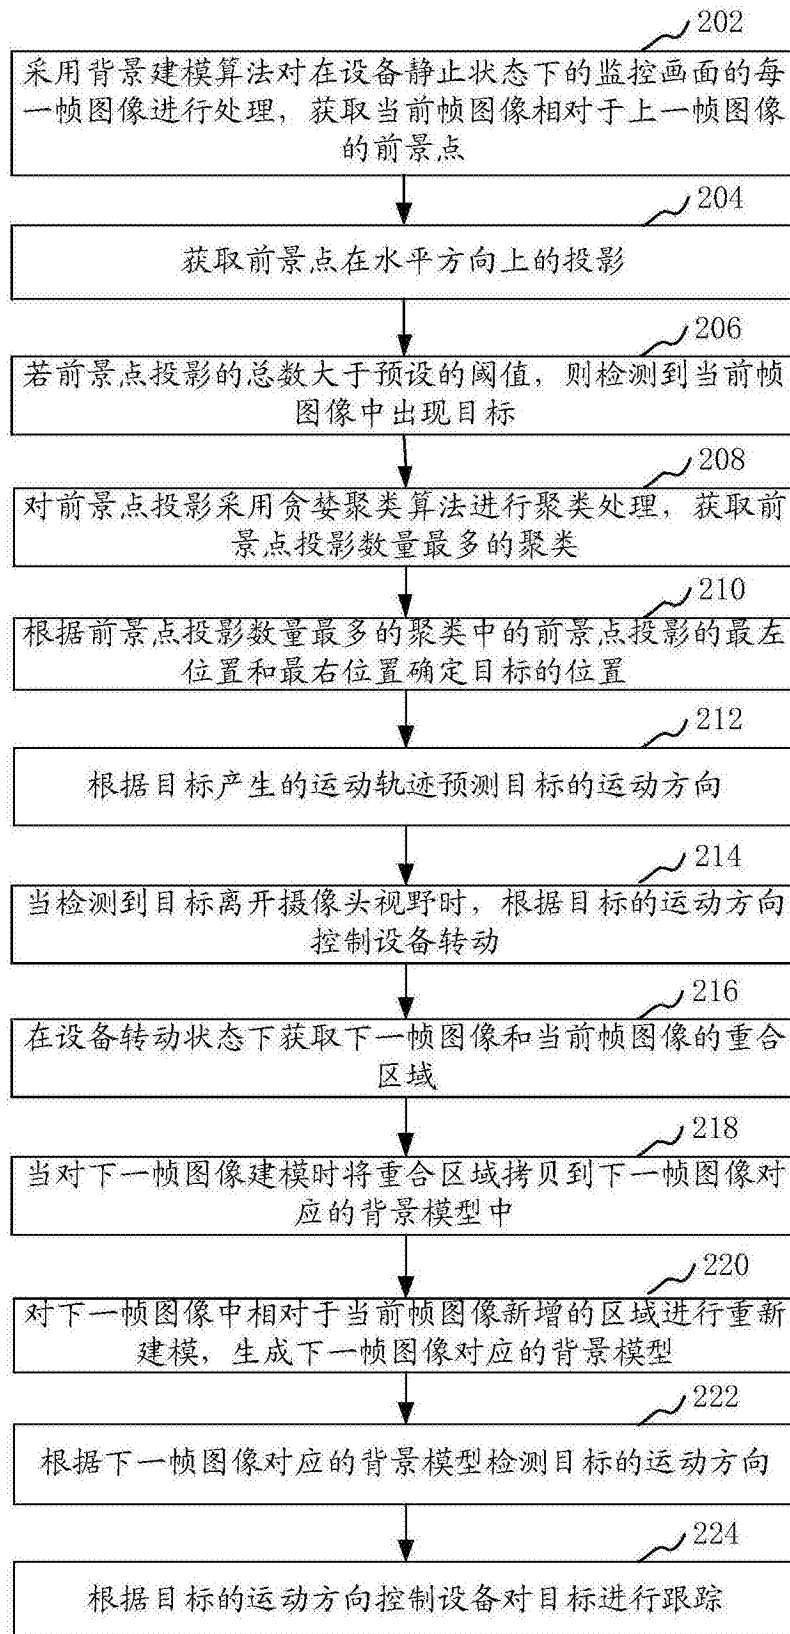 202
采用背景建模算法对在设备静止状态下的监控画面的每
一帧图像进行处理，获取当前帧图像相对于上一帧图像
的前景点
204
获取前景点在水平方向上的投影
206
若前景点投影的总数大于预设的阈值，则检测到当前帧
图像中出现目标
208
对前景点投影采用贪婪聚类算法进行聚类处理，获取前
景点投影数量最多的聚类
210
根据前景点投影数量最多的聚类中的前景点投影的最左
位置和最右位置确定目标的位置
212
根据目标产生的运动轨迹预测目标的运动方向
214
当检测到目标离开摄像头视野时，根据目标的运动方向
控制设备转动
216
在设备转动状态下获取下一帧图像和当前帧图像的重合
区域
218
当对下一帧图像建模时将重合区域拷贝到下一帧图像对
应的背景模型中
220
对下一帧图像中相对于当前帧图像新增的区域进行重新
建模，生成下一帧图像对应的背景模型
222
根据下一帧图像对应的背景模型检测目标的运动方向
224
根据目标的运动方向控制设备对目标进行跟踪